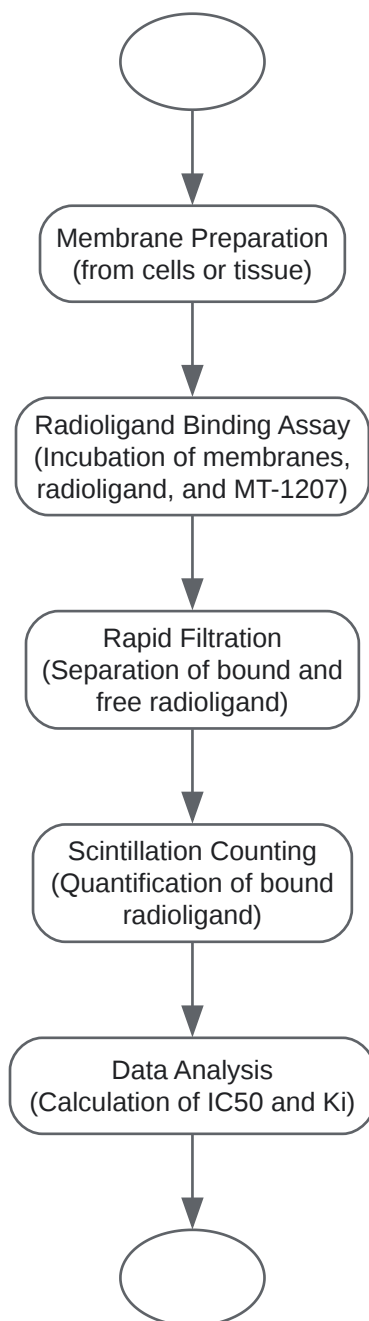 Membrane Preparation
(from cells or tissue)
Radioligand Binding Assay
(Incubation of membranes,
radioligand, and MT-1207)
Rapid Filtration
(Separation of bound and
free radioligand)
Scintillation Counting
(Quantification of bound
radioligand)
Data Analysis
(Calculation of IC50 and Ki)